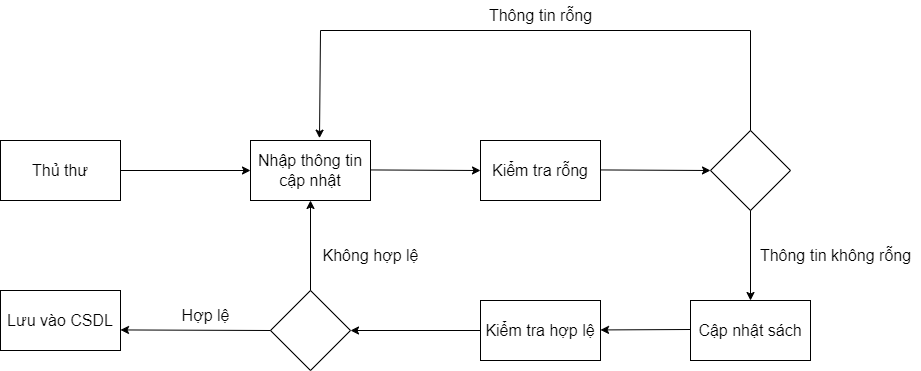 Thông tin rỗng
Thủ thư
Nhập thông tin
cập nhật
Kiểm tra rỗng
Không hợp lệ
Thông tin không rỗng
Lưu vào CSDL
Hợp lệ
Kiểm tra hợp lệ
Cập nhật sách